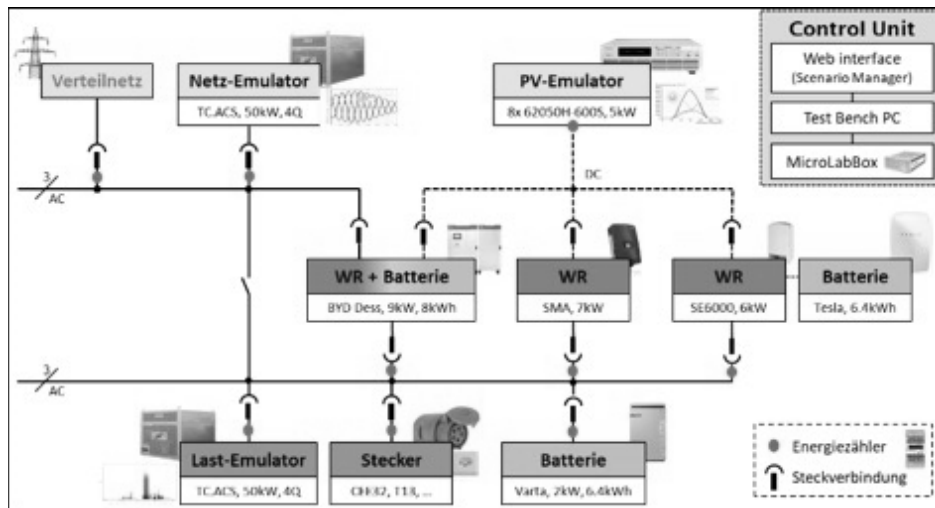 Control Unit
Web interface
(Scenario Manager)
Test Bench PC
MicroLabBox
Verteilnetz
Netz-Emulator
TC.ACS, 50kW, 4Q
PV-Emulator
8x 62050H-600S, 5kW
3
AC
DC
WR + Batterie
BYD Dess, 9kW, 8kWh
WR
SMA, 7kW
WR
SE6000, 6kW
Batterie
Tesla, 6.4kWh
3
AC
Last-Emulator
TC.ACS, 50kW, 4Q
Stecker
CEE32, T13, ...
Batterie
Varta, 2kW, 6.4kWh
Energiezähler
Steckverbindung